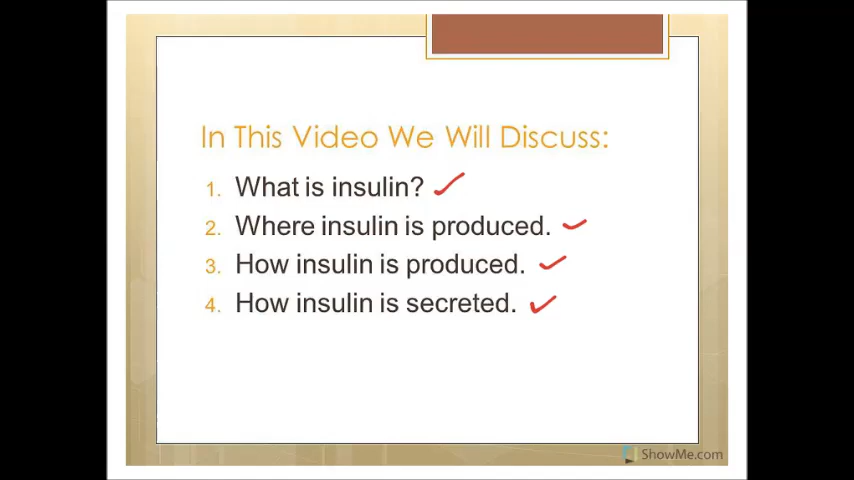 In This Video We Will Discuss:
1. What is insulin?
2. Where insulin is produced.
3. How insulin is produced.
4. How insulin is secreted.
ShowMe.com